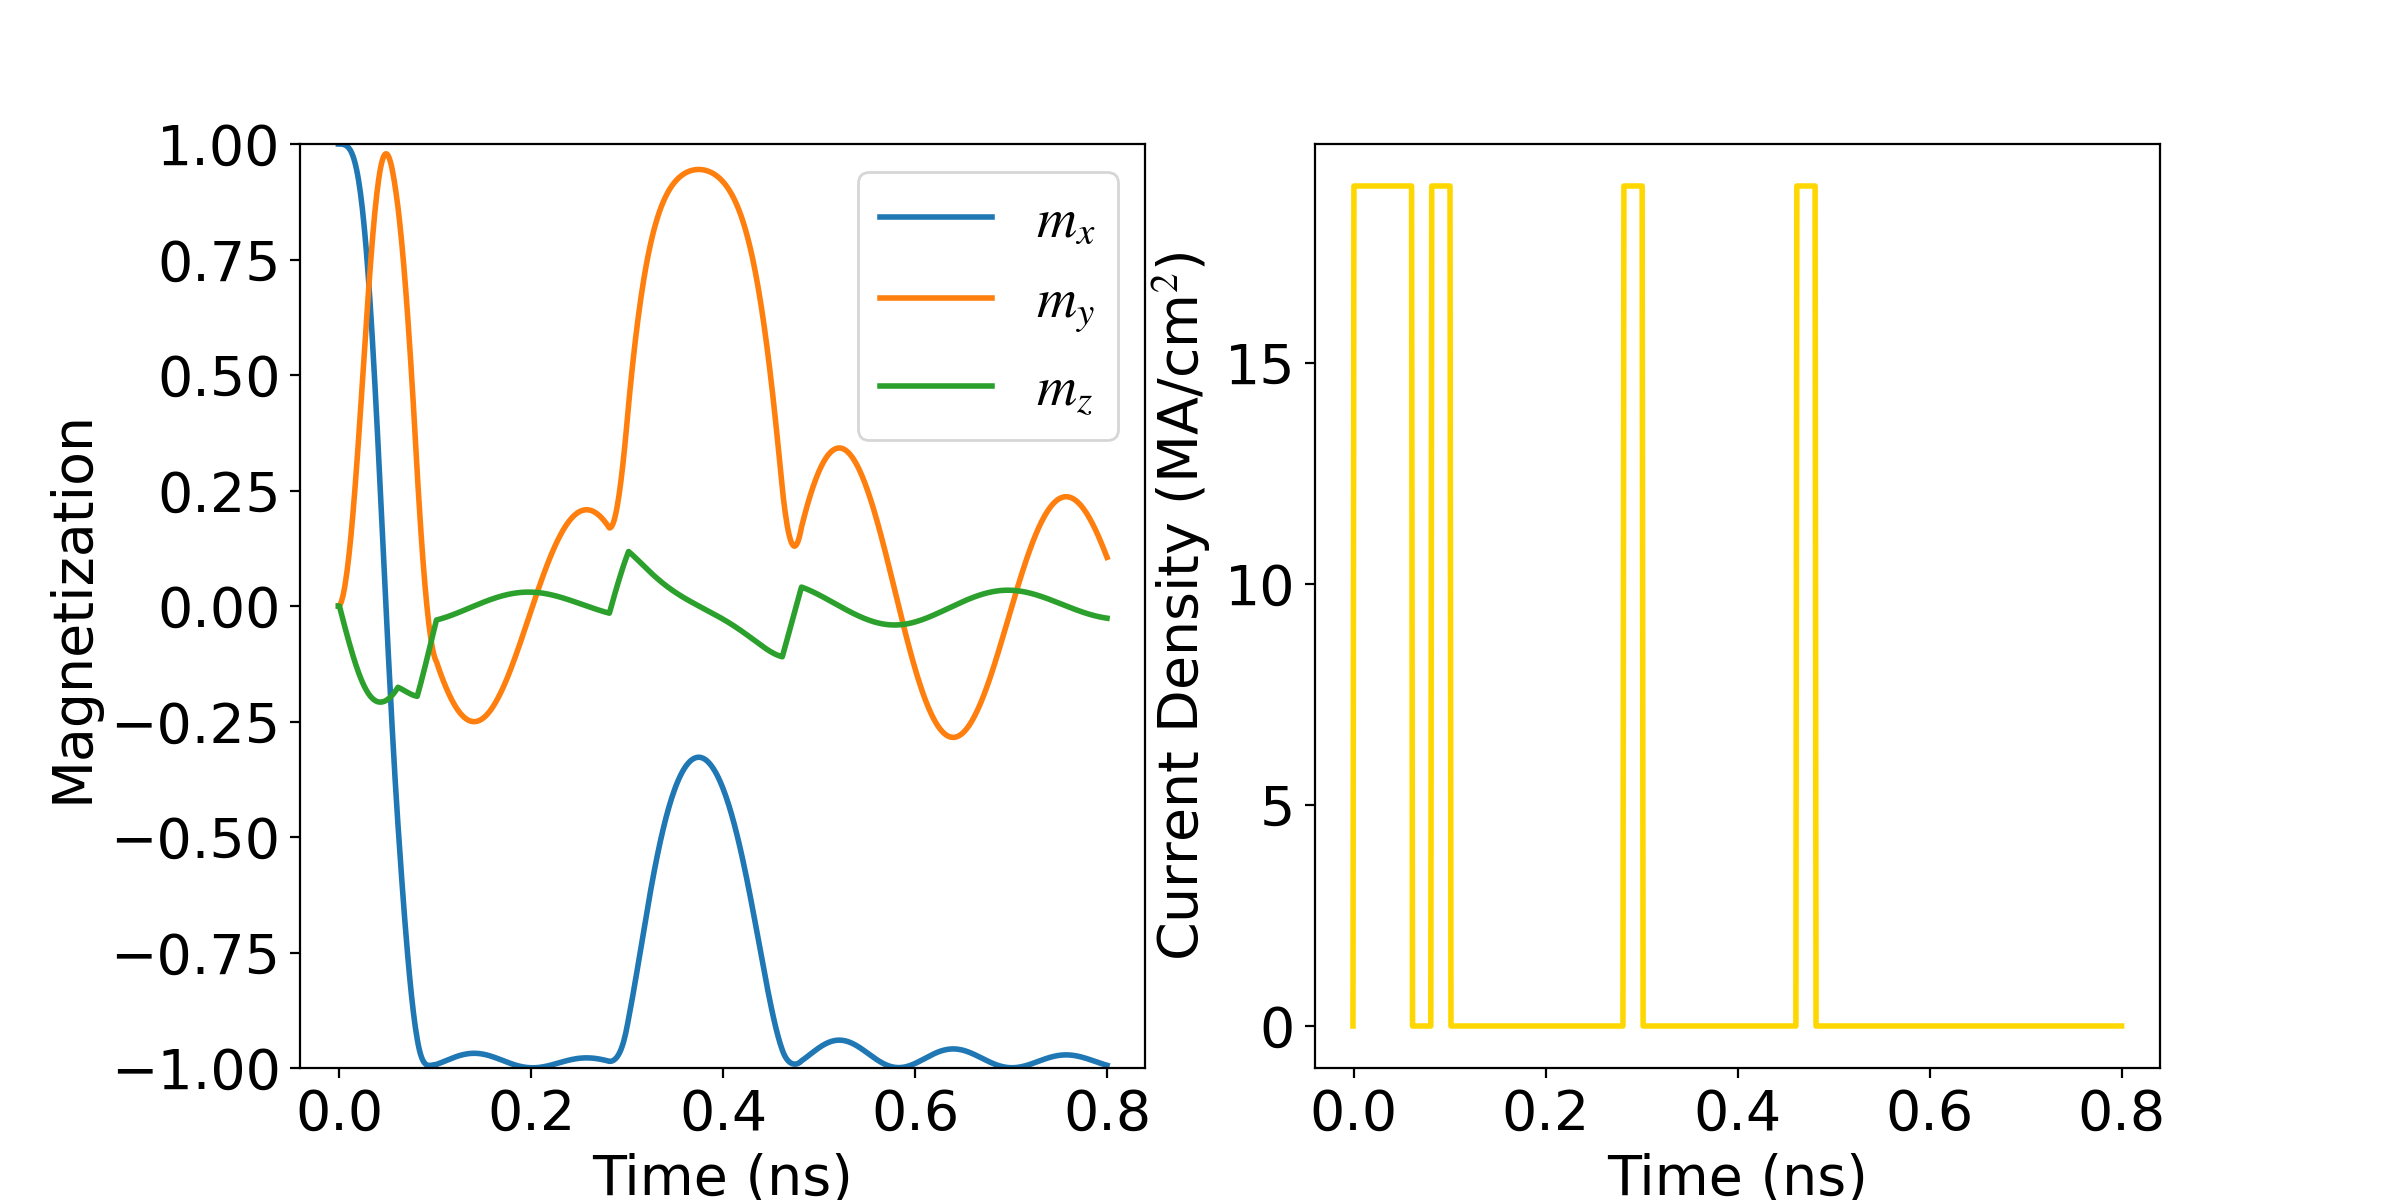 Magnetization
1.00
0.75
0.50
0.25
0.00
−0.25
−0.50
−0.75
−1.00
0.0 0.2 0.4 0.6 0.8
Time (ns)
m_x
m_y
m_z
Current Density (MA/cm²)
15
10
5
0
0.0 0.2 0.4 0.6 0.8
Time (ns)